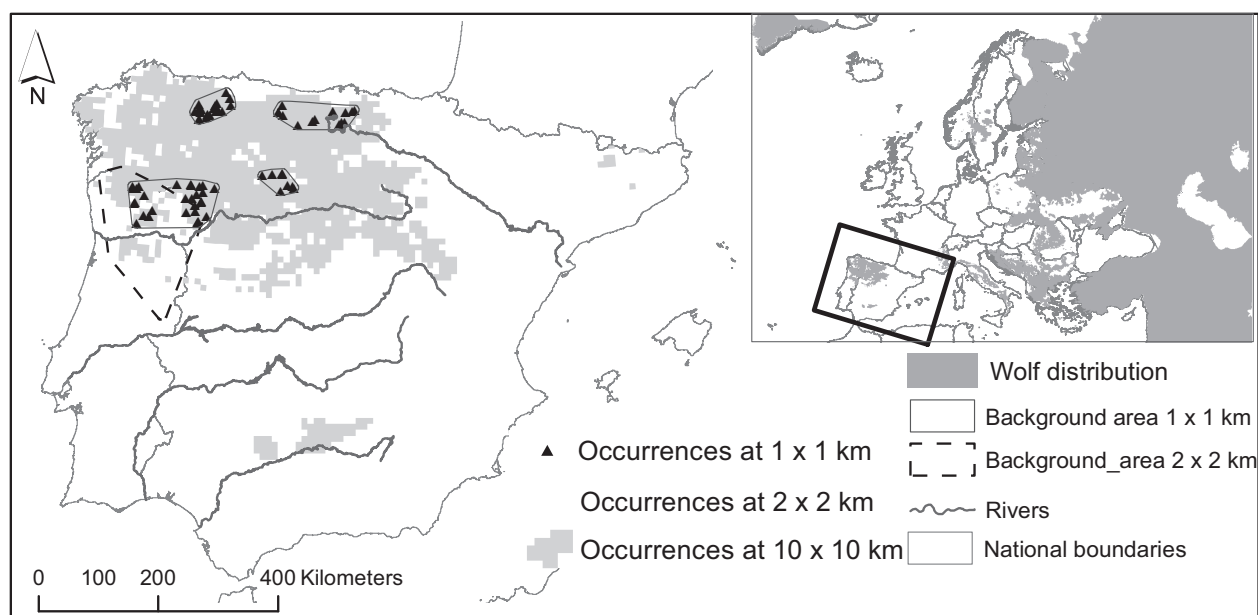 N
Wolf distribution
Background area 1 x 1 km
Background_area 2 x 2 km
Rivers
National boundaries
Occurrences at 1 x 1 km
Occurrences at 2 x 2 km
Occurrences at 10 x 10 km
0 100 200 400 Kilometers